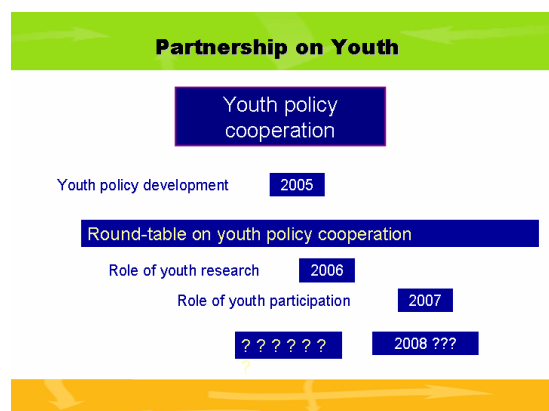 Partnership on Youth
Youth policy
cooperation
Youth policy development 2005
Round-table on youth policy cooperation
Role of youth research 2006
Role of youth participation 2007
? ? ? ? ? ? 2008 ???
?